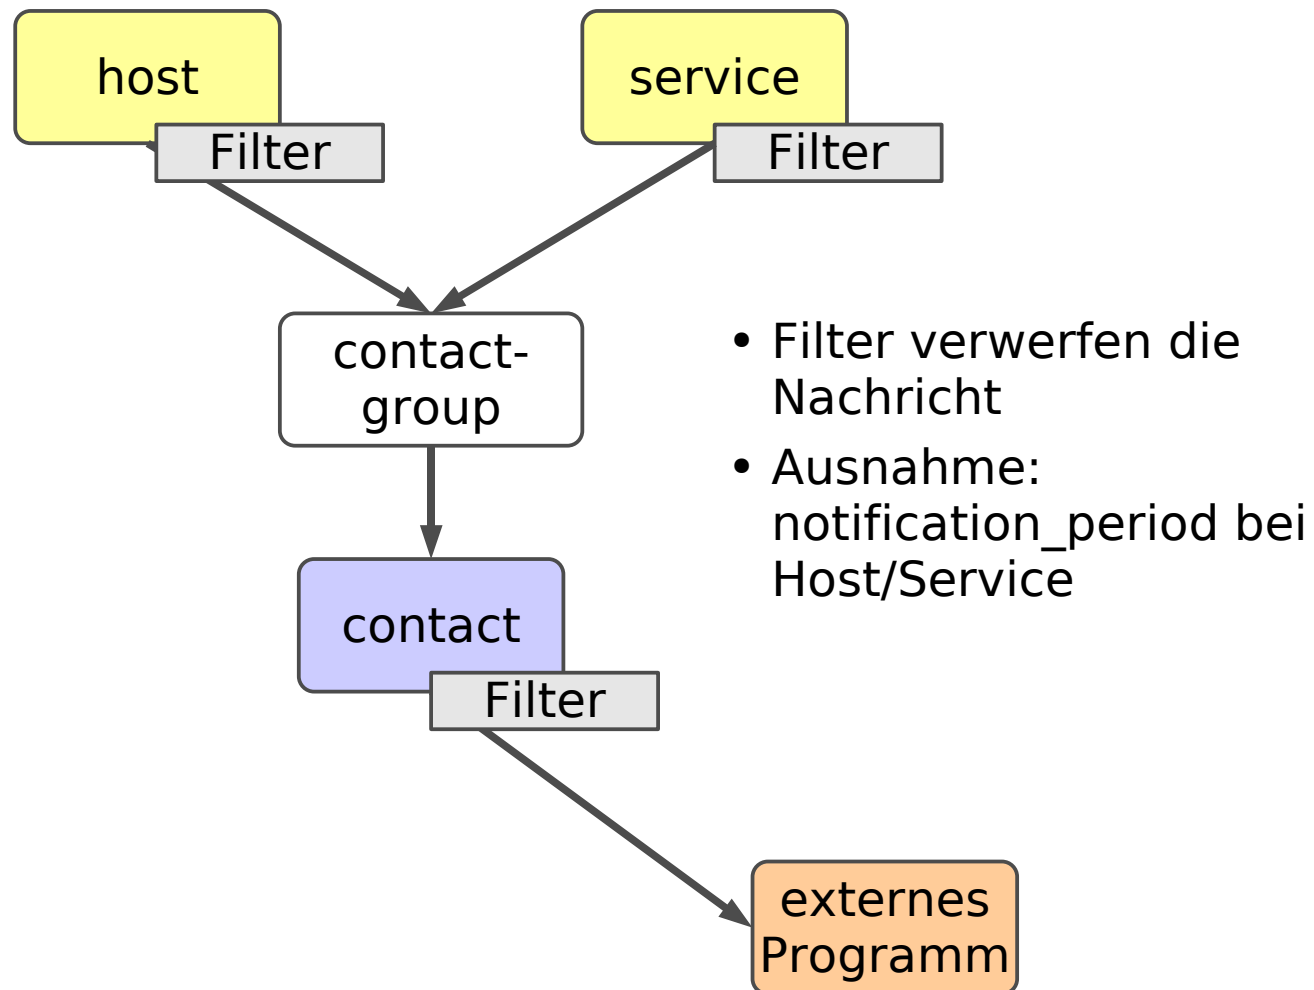 host
service
Filter
Filter
contact-
group
• Filter verwerfen die
Nachricht
• Ausnahme:
notification_period bei
Host/Service
contact
Filter
externes
Programm